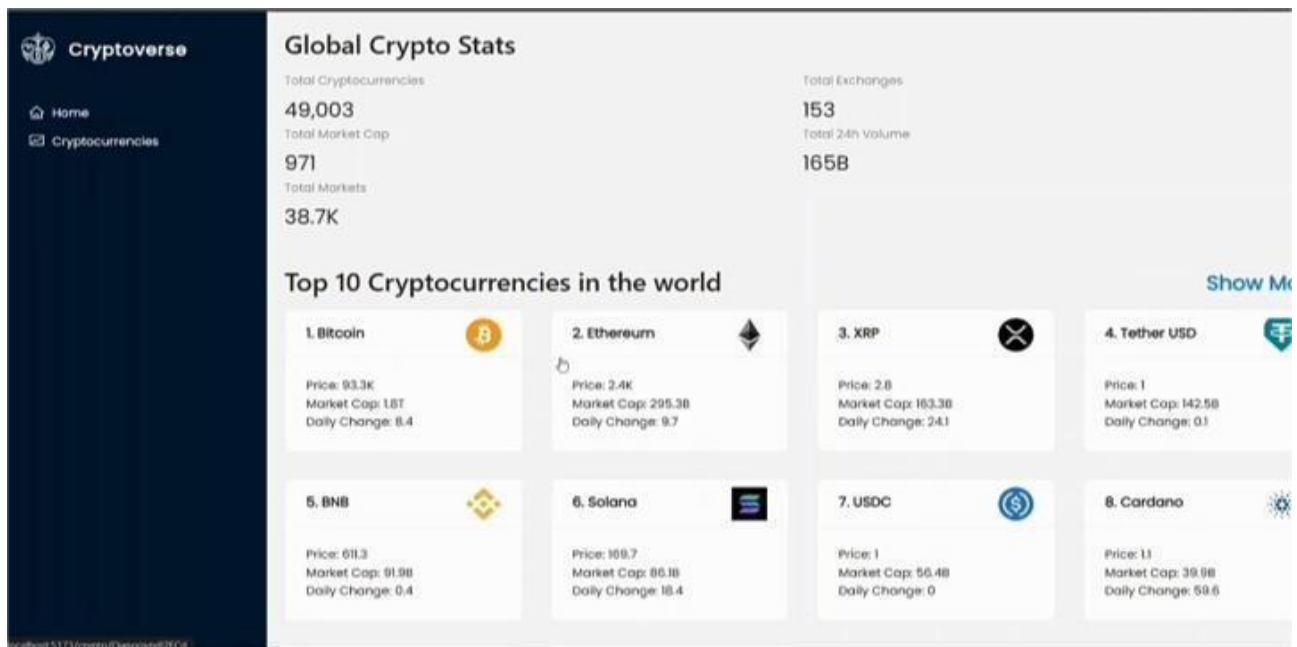 Cryptoverse
Home
Cryptocurrencies
Global Crypto Stats
Total Cryptocurrencies
49,003
Total Exchanges
153
Total Market Cap
971
Total 24h Volume
165B
Total Markets
38.7K
Top 10 Cryptocurrencies in the world
Show Mo
1. Bitcoin
Price: 93.3K
Market Cap: 1.8T
Daily Change: 8.4
2. Ethereum
Price: 2.4K
Market Cap: 295.3B
Daily Change: 9.7
3. XRP
Price: 2.8
Market Cap: 163.3B
Daily Change: 24.1
4. Tether USD
Price: 1
Market Cap: 142.5B
Daily Change: 0.1
5. BNB
Price: 611.3
Market Cap: 91.9B
Daily Change: 0.4
6. Solana
Price: 169.7
Market Cap: 86.1B
Daily Change: 18.4
7. USDC
Price: 1
Market Cap: 56.4B
Daily Change: 0
8. Cardano
Price: 1.1
Market Cap: 39.9B
Daily Change: 59.6